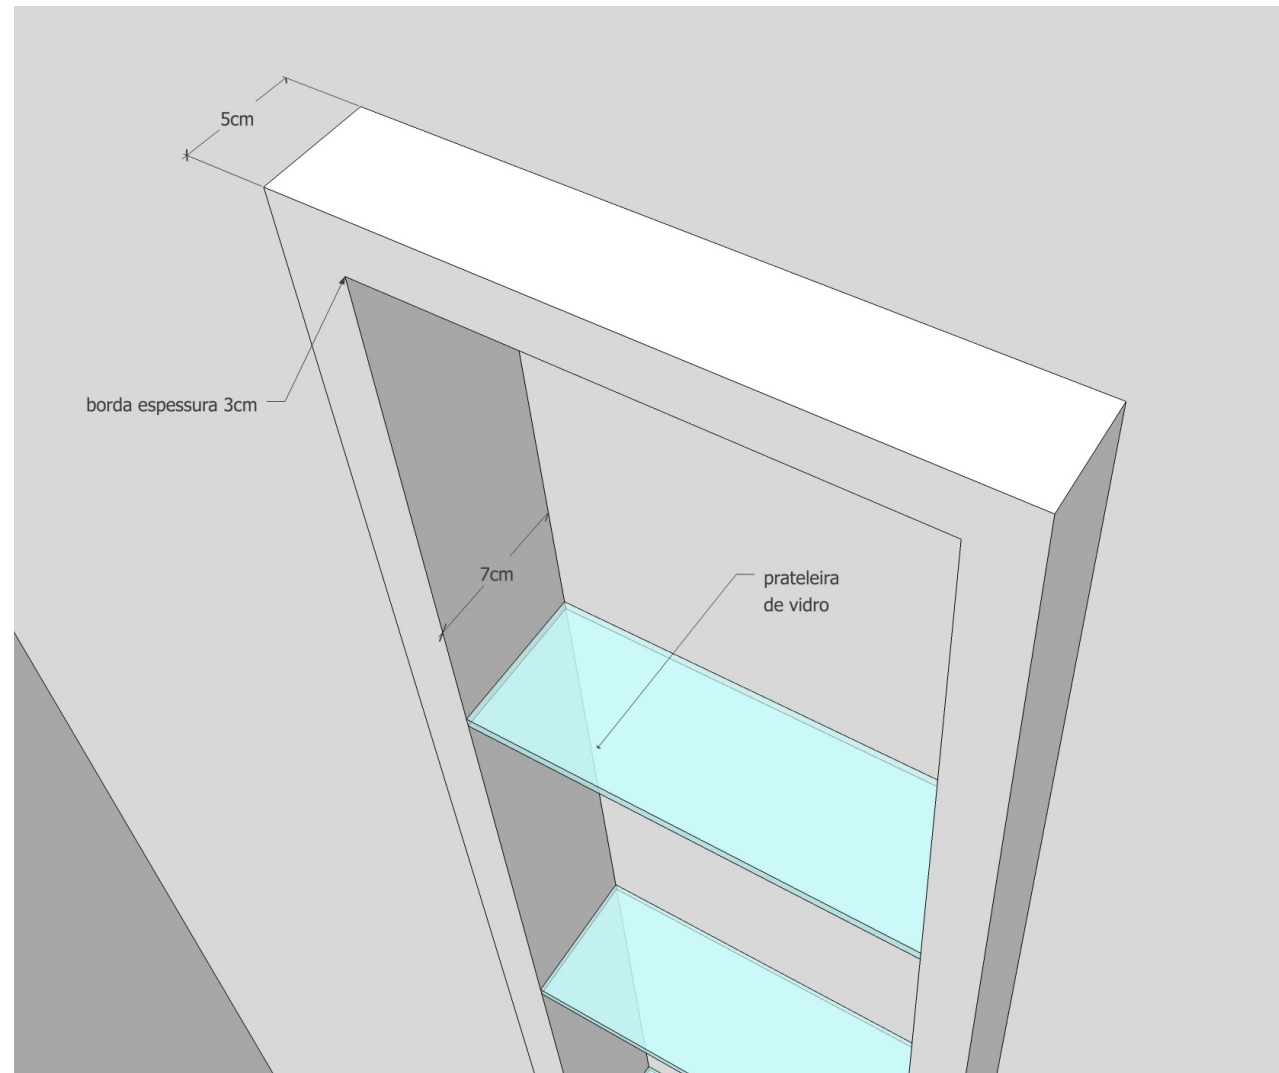 5cm
borda espessura 3cm
7cm
prateleira
de vidro